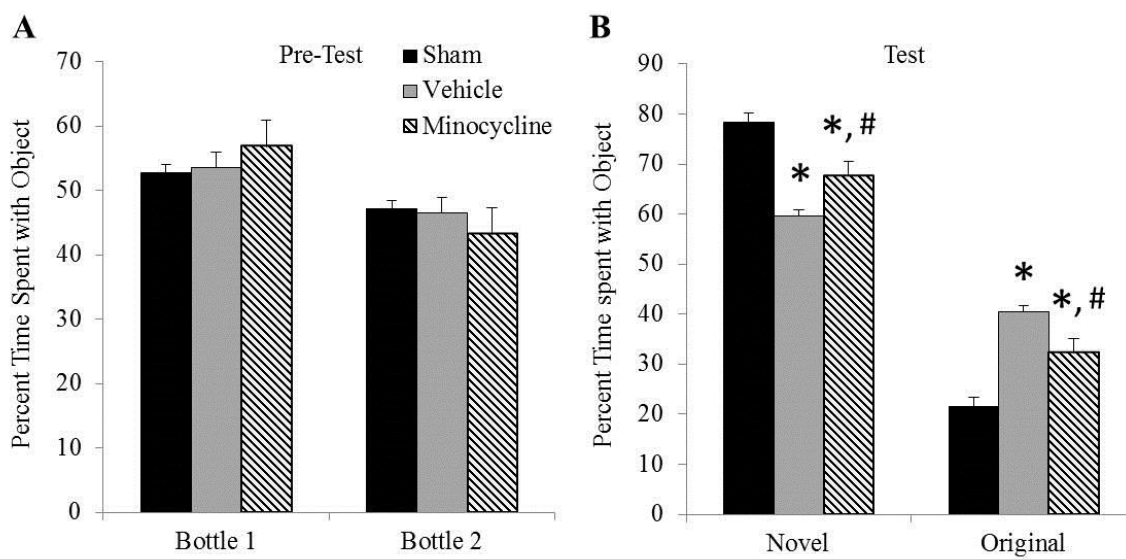 A
Pre-Test
Sham
Vehicle
Minocycline
Percent Time Spent with Object
70
60
50
40
30
20
10
0
Bottle 1
Bottle 2
B
Test
Percent Time spent with Object
90
80
70
60
50
40
30
20
10
0
*
*, #
*
*, #
Novel
Original